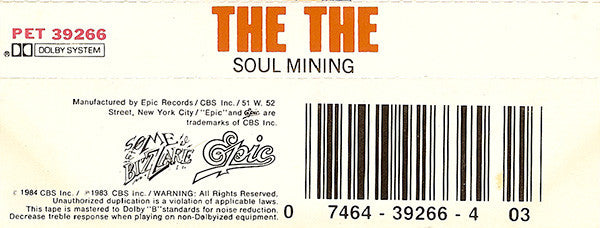 THE THE
PET 39266
SOUL MINING
® DOLBY SYSTEM
Manufactured by Epic Records / CBS Inc. / 51 W. 52
Street, New York City / "Epic" and Epic are
trademarks of CBS Inc.
SOME BIZZARE
Epic
© 1984 CBS Inc. / ℗ 1983 CBS Inc. / WARNING: All Rights Reserved.
Unauthorized duplication is a violation of applicable laws.
This tape is mastered to Dolby "B" standards for noise reduction.
Decrease treble response when playing on non-Dolbyized equipment.
0 7464-39266-4 03